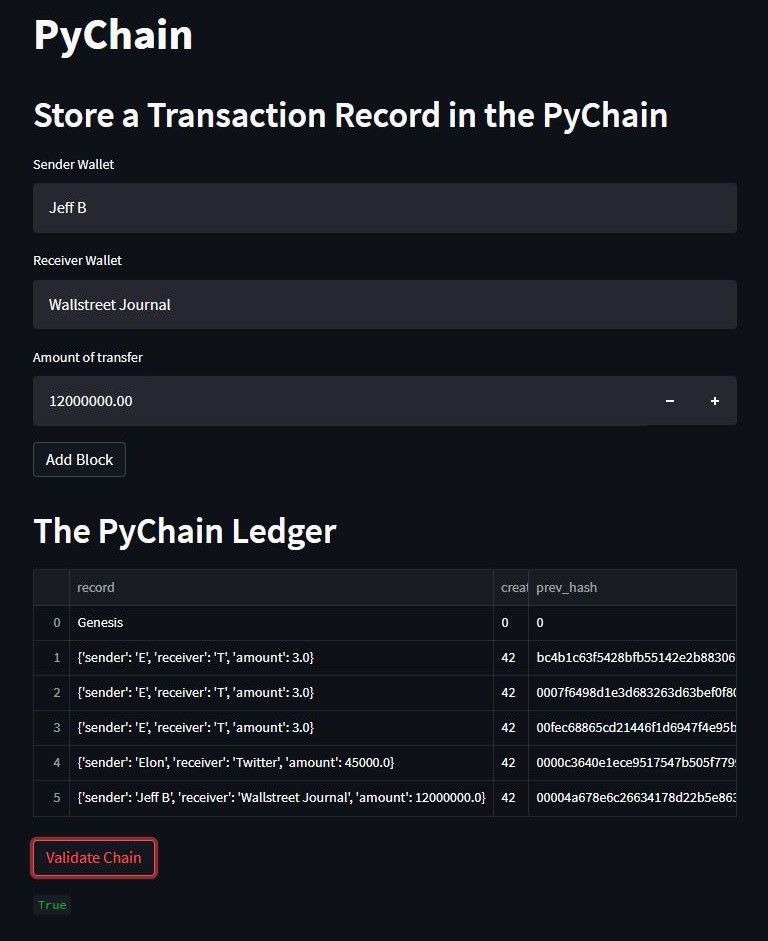 PyChain
Store a Transaction Record in the PyChain
Sender Wallet
Jeff B
Receiver Wallet
Wallstreet Journal
Amount of transfer
12000000.00 − +
Add Block
The PyChain Ledger
record creat prev_hash
0 Genesis 0 0
1 {'sender': 'E', 'receiver': 'T', 'amount': 3.0} 42 bc4b1c63f5428bfb55142e2b88306
2 {'sender': 'E', 'receiver': 'T', 'amount': 3.0} 42 0007f6498d1e3d683263d63bef0f80
3 {'sender': 'E', 'receiver': 'T', 'amount': 3.0} 42 00fec68865cd21446f1d6947f4e95b
4 {'sender': 'Elon', 'receiver': 'Twitter', 'amount': 45000.0} 42 0000c3640e1ece9517547b505f779
5 {'sender': 'Jeff B', 'receiver': 'Wallstreet Journal', 'amount': 12000000.0} 42 00004a678e6c26634178d22b5e863
Validate Chain
True